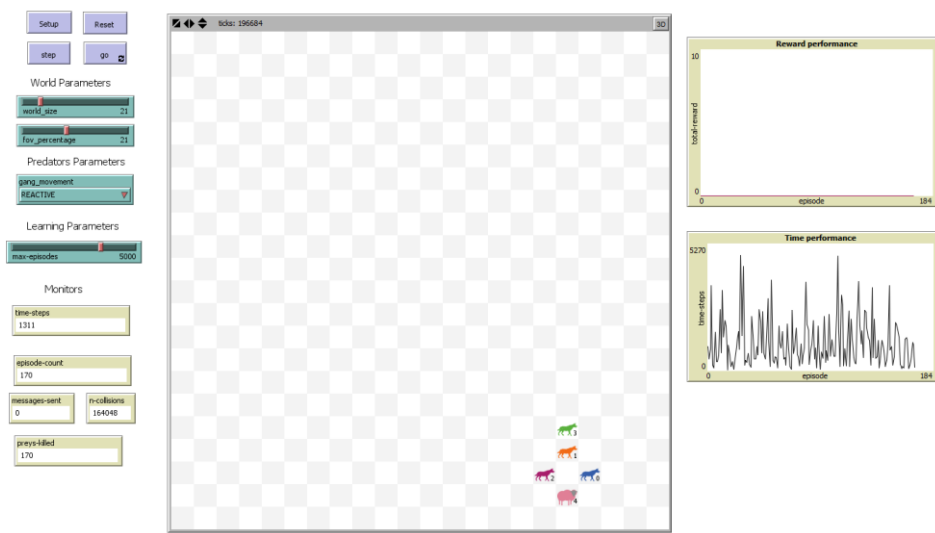 Setup
Reset
step
go
World Parameters
world_size 21
fov_percentage 21
Predators Parameters
gang_movement
REACTIVE
Learning Parameters
max-episodes 5000
Monitors
time-steps
1311
episode-count
170
messages-sent
0
n-collisions
164048
preys-killed
170
ticks: 196684
3D
3
1
2
0
4
Reward performance
10
total-reward
0
0
episode
184
Time performance
5270
time-steps
0
0
episode
184